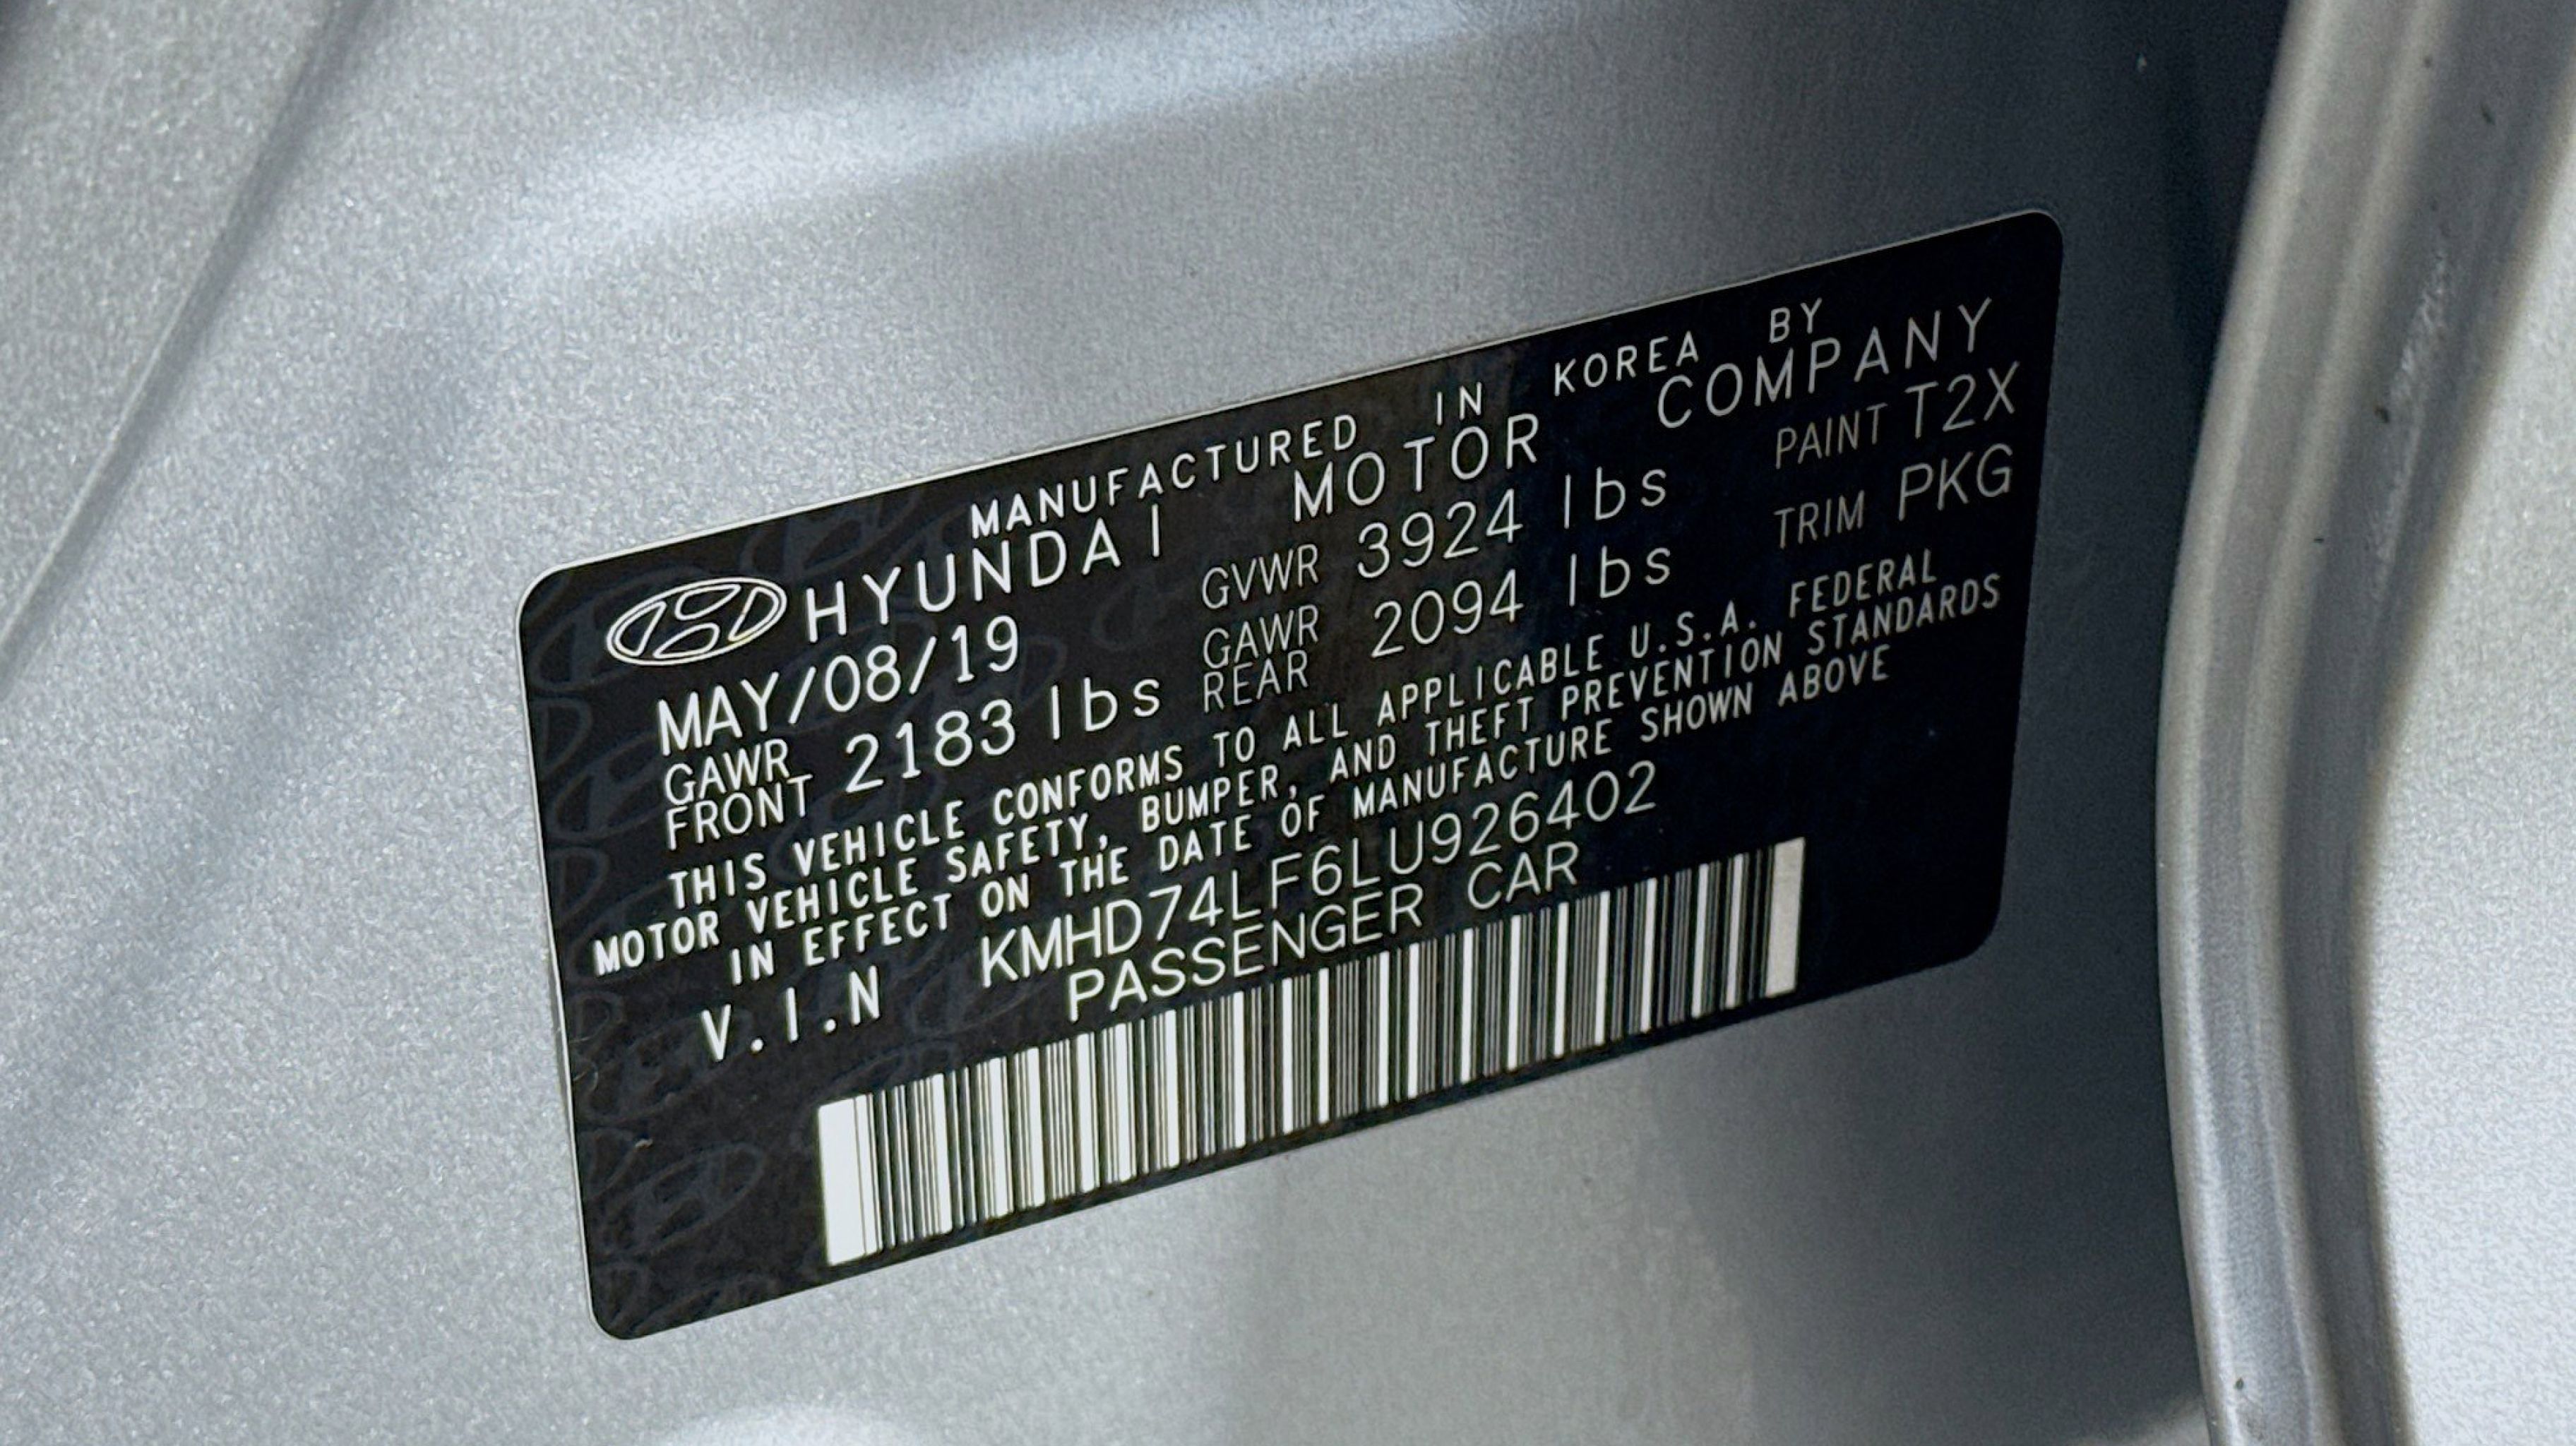 MANUFACTURED IN KOREA BY
HYUNDAI MOTOR COMPANY
MAY/08/19 GVWR 3924 lbs PAINT T2X
GAWR FRONT 2183 lbs GAWR REAR 2094 lbs TRIM PKG
THIS VEHICLE CONFORMS TO ALL APPLICABLE U.S.A. FEDERAL
MOTOR VEHICLE SAFETY, BUMPER, AND THEFT PREVENTION STANDARDS
IN EFFECT ON THE DATE OF MANUFACTURE SHOWN ABOVE
V.I.N KMHD74LF6LU926402
PASSENGER CAR